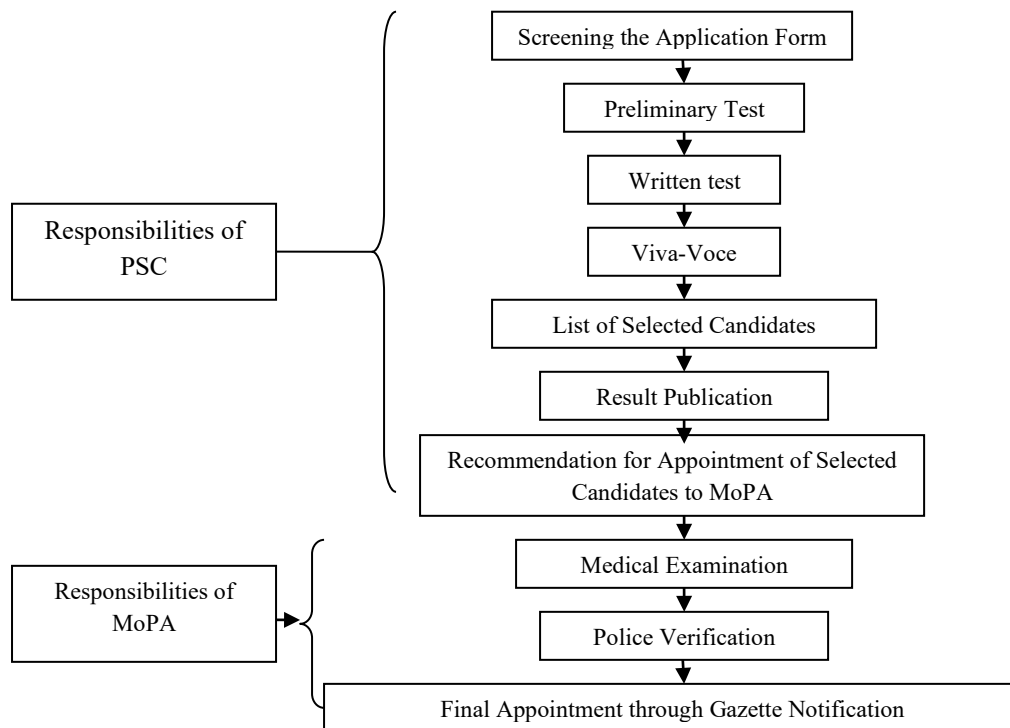 Screening the Application Form
Preliminary Test
Written test
Responsibilities of
PSC
Viva-Voce
List of Selected Candidates
Result Publication
Recommendation for Appointment of Selected
Candidates to MoPA
Medical Examination
Responsibilities of
MoPA
Police Verification
Final Appointment through Gazette Notification